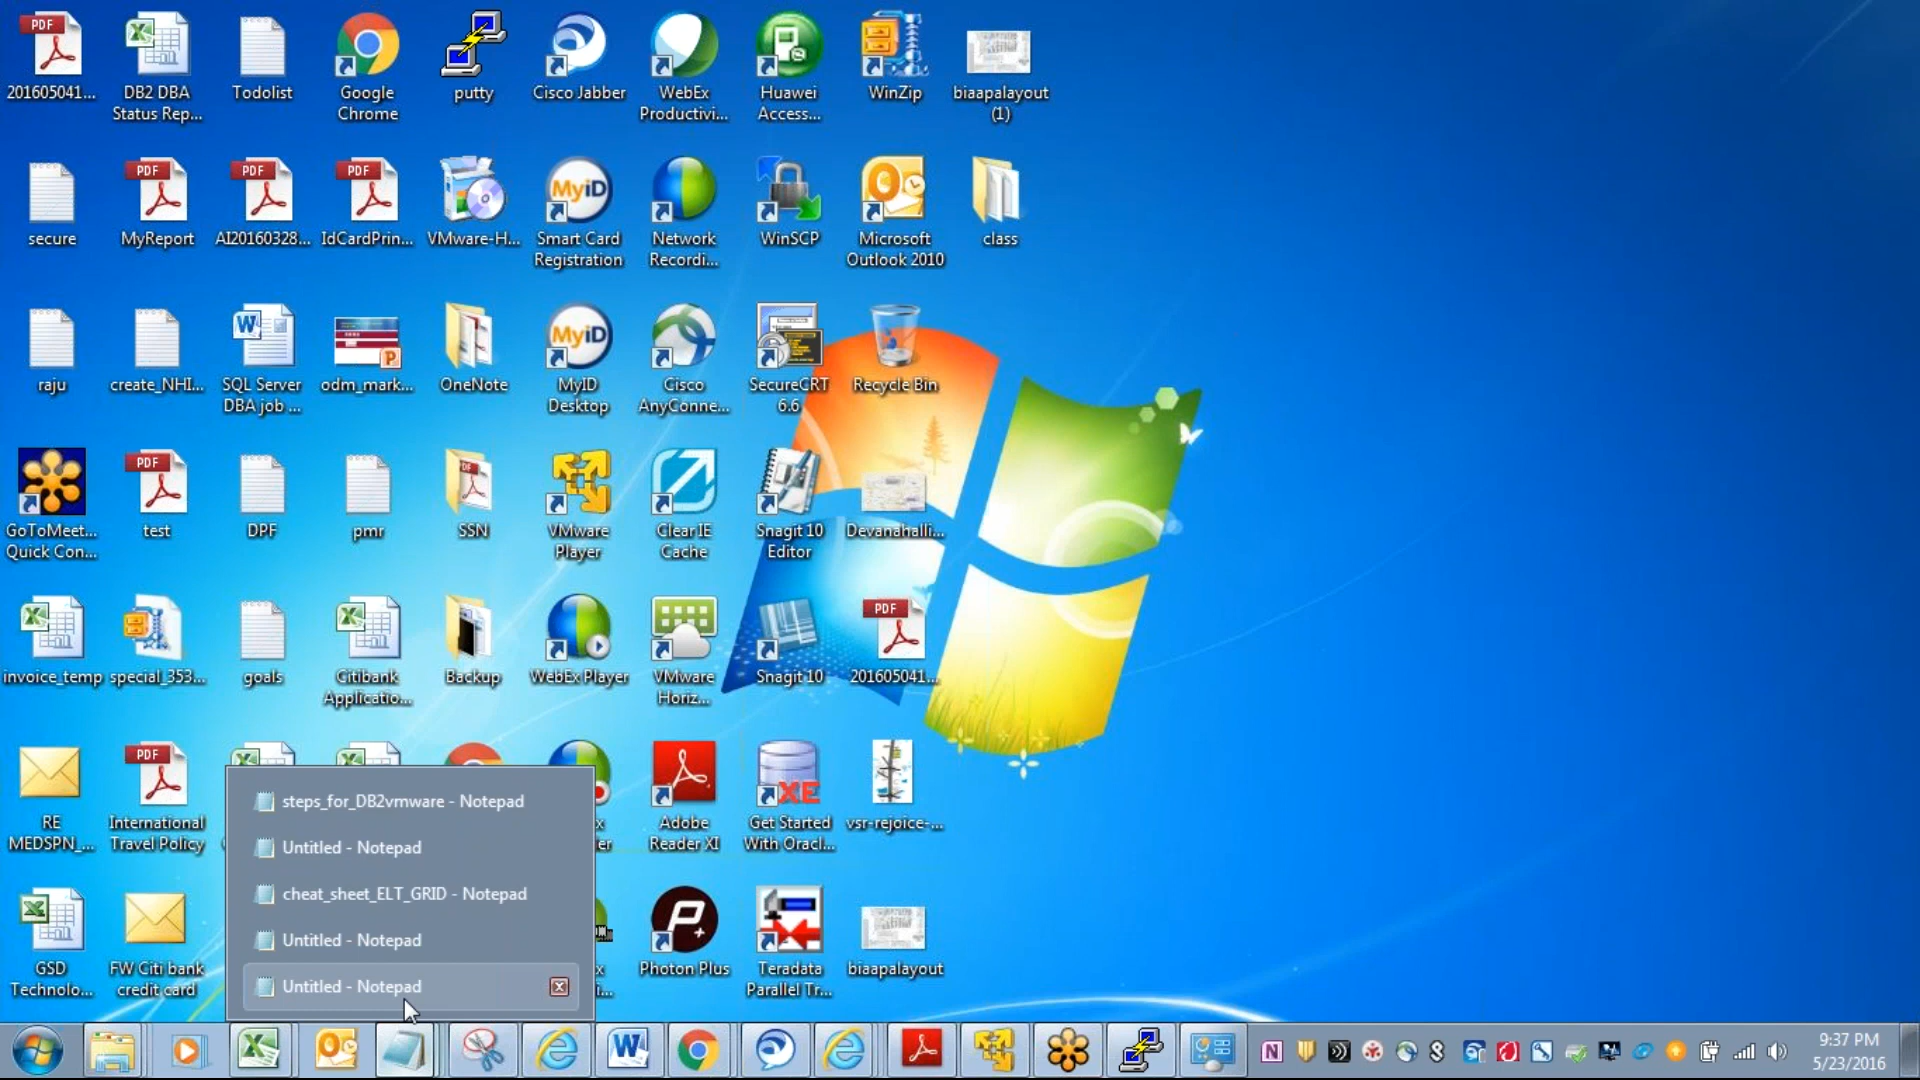 201605041...
DB2 DBA
Status Rep...
Todolist
Google
Chrome
putty
Cisco Jabber
WebEx
Productivi...
Huawei
Access...
WinZip
biaapalayout
(1)
secure
MyReport
AI20160328...
IdCardPrin...
VMware-H...
Smart Card
Registration
Network
Recordi...
WinSCP
Microsoft
Outlook 2010
class
raju
create_NHI...
SQL Server
DBA job ...
odm_mark...
OneNote
MyID
Desktop
Cisco
AnyConne...
SecureCRT
6.6
Recycle Bin
GoToMeet...
Quick Con...
test
DPF
pmr
SSN
VMware
Player
Clear IE
Cache
Snagit 10
Editor
Devanahalli...
invoice_temp
special_353...
goals
Citibank
Applicatio...
Backup
WebEx Player
VMware
Horiz...
Snagit 10
201605041...
RE
MEDSPN_...
International
Travel Policy
Adobe
Reader XI
Get Started
With Oracl...
vsr-rejoice-...
steps_for_DB2vmware - Notepad
Untitled - Notepad
cheat_sheet_ELT_GRID - Notepad
Untitled - Notepad
Untitled - Notepad
GSD
Technolo...
FW Citi bank
credit card
Photon Plus
Teradata
Parallel Tr...
biaapalayout
9:37 PM
5/23/2016